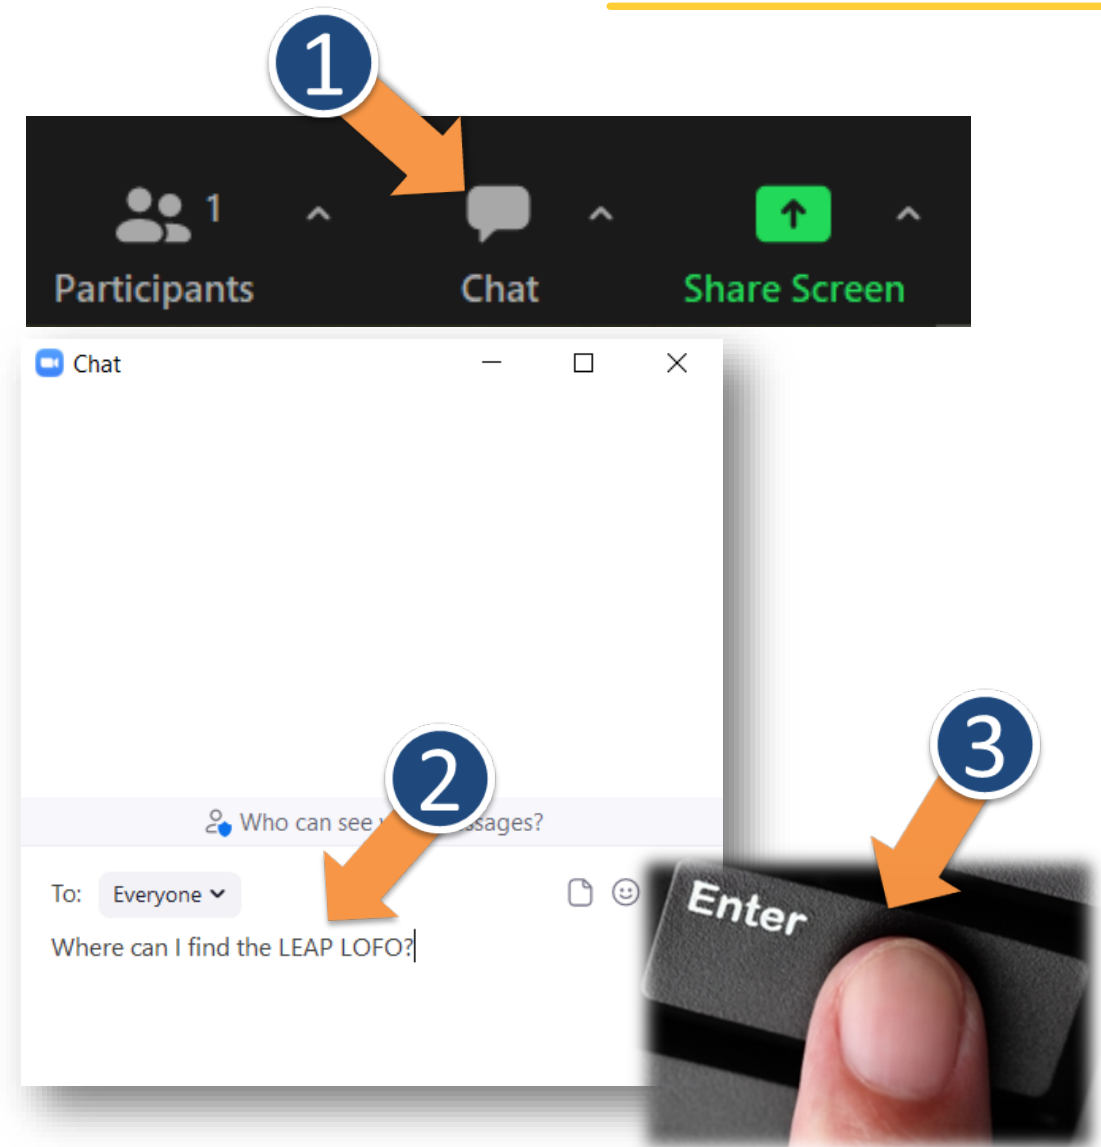 1
1
Participants
Chat
Share Screen
Chat
2
3
Who can see ssages?
To: Everyone
Enter
Where can I find the LEAP LOFO?